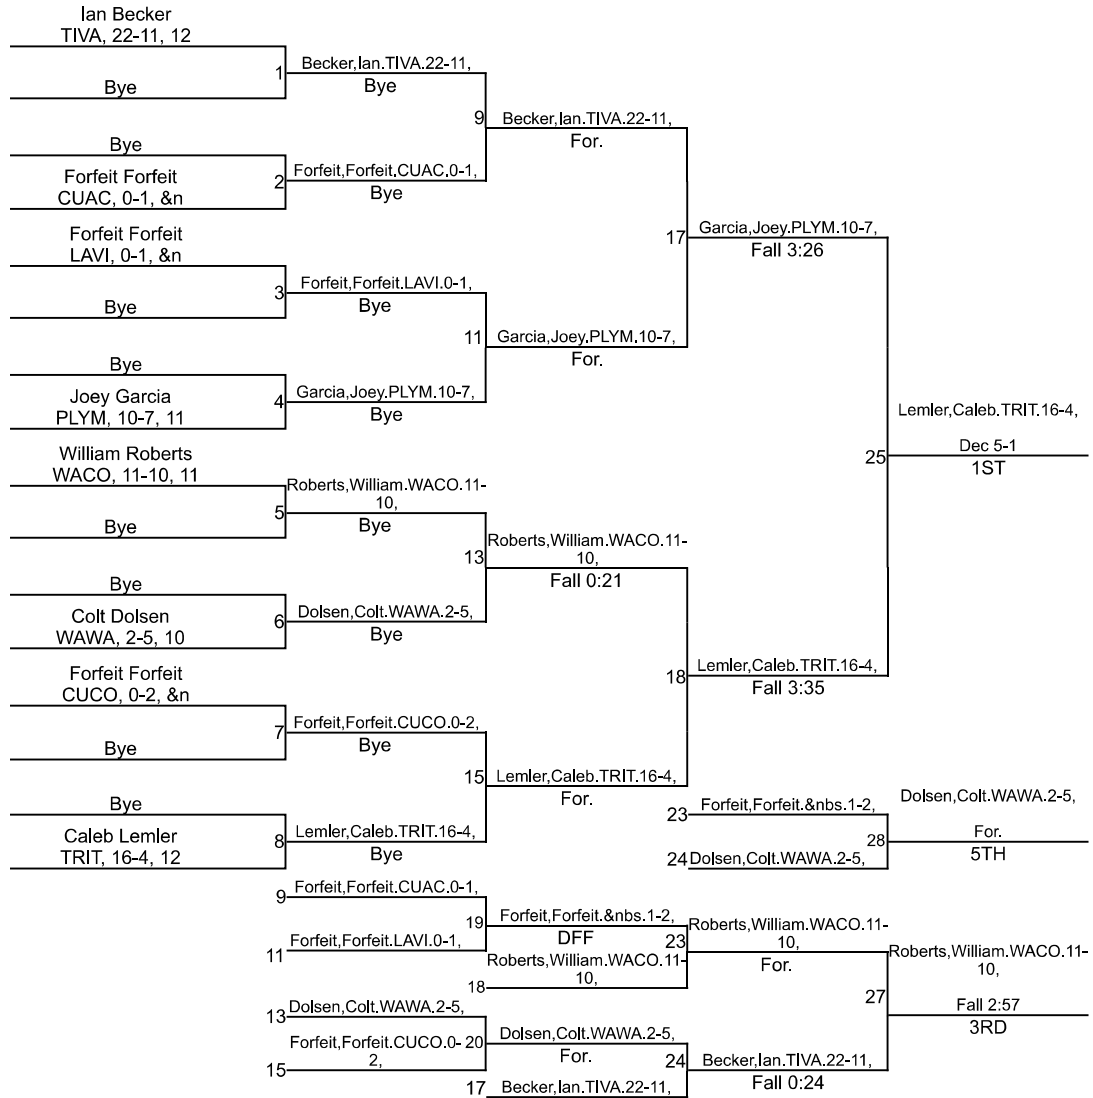 Ian Becker
TIVA, 22-11, 12
1
Becker,Ian.TIVA.22-11,
Bye
Bye
9
Becker,Ian.TIVA.22-11,
For.
Bye
Forfeit Forfeit
2
Forfeit,Forfeit.CUAC.0-1,
CUAC, 0-1, &n
Bye
17
Garcia,Joey.PLYM.10-7,
Fall 3:26
Forfeit Forfeit
LAVI, 0-1, &n
3
Forfeit,Forfeit.LAVI.0-1,
Bye
Bye
11
Garcia,Joey.PLYM.10-7,
For.
Bye
Joey Garcia
4
Garcia,Joey.PLYM.10-7,
PLYM, 10-7, 11
Bye
25
Lemler,Caleb.TRIT.16-4,
Dec 5-1
1ST
William Roberts
WACO, 11-10, 11
5
Roberts,William.WACO.11-
10,
Bye
Bye
13
Roberts,William.WACO.11-
10,
Fall 0:21
Bye
Colt Dolsen
6
Dolsen,Colt.WAWA.2-5,
WAWA, 2-5, 10
Bye
18
Lemler,Caleb.TRIT.16-4,
Fall 3:35
Forfeit Forfeit
CUCO, 0-2, &n
7
Forfeit,Forfeit.CUCO.0-2,
Bye
Bye
15
Lemler,Caleb.TRIT.16-4,
For.
Bye
Caleb Lemler
8
Lemler,Caleb.TRIT.16-4,
TRIT, 16-4, 12
Bye
23
Forfeit,Forfeit.&nbs.1-2,
28
Dolsen,Colt.WAWA.2-5,
For.
5TH
24
Dolsen,Colt.WAWA.2-5,
9
Forfeit,Forfeit.CUAC.0-1,
19
Forfeit,Forfeit.&nbs.1-2,
DFF
11
Forfeit,Forfeit.LAVI.0-1,
23
Roberts,William.WACO.11-
10,
For.
18
Roberts,William.WACO.11-
10,
27
Roberts,William.WACO.11-
10,
Fall 2:57
3RD
13
Dolsen,Colt.WAWA.2-5,
20
Dolsen,Colt.WAWA.2-5,
For.
15
Forfeit,Forfeit.CUCO.0-
2,
24
Becker,Ian.TIVA.22-11,
Fall 0:24
17
Becker,Ian.TIVA.22-11,